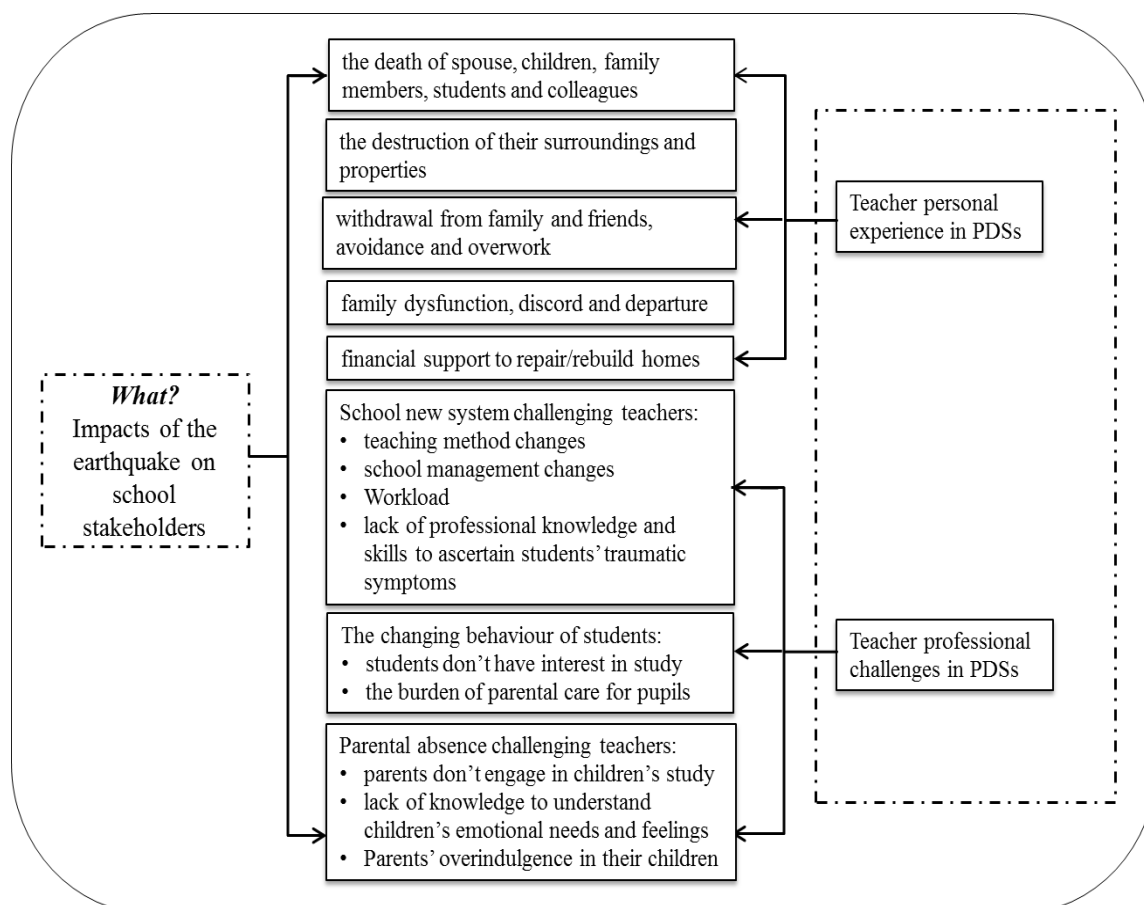 the death of spouse, children, family
members, students and colleagues
the destruction of their surroundings and
properties
withdrawal from family and friends,
avoidance and overwork
family dysfunction, discord and departure
financial support to repair/rebuild homes
School new system challenging teachers:
• teaching method changes
• school management changes
• Workload
• lack of professional knowledge and
skills to ascertain students' traumatic
symptoms
The changing behaviour of students:
• students don't have interest in study
• the burden of parental care for pupils
Parental absence challenging teachers:
• parents don't engage in children's study
• lack of knowledge to understand
children's emotional needs and feelings
• Parents' overindulgence in their children
What?
Impacts of the
earthquake on
school
stakeholders
Teacher personal
experience in PDSs
Teacher professional
challenges in PDSs